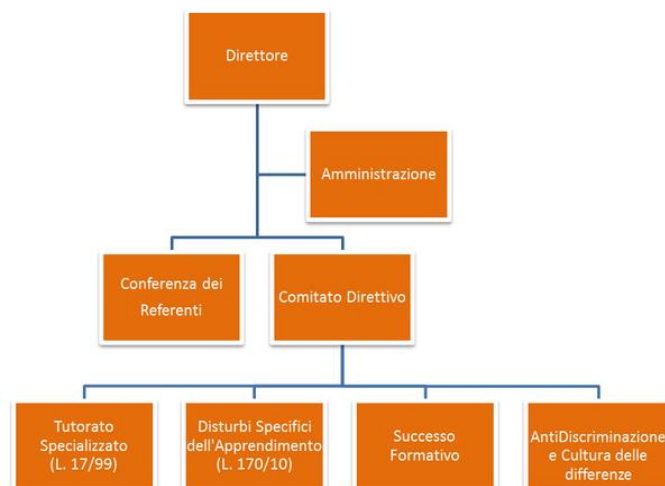 Direttore
Amministrazione
Conferenza dei
Referenti
Comitato Direttivo
Tutorato
Specializzato
(L. 17/99)
Disturbi Specifici
dell'Apprendimento
(L. 170/10)
Successo
Formativo
AntiDiscriminazione
e Cultura delle
differenze